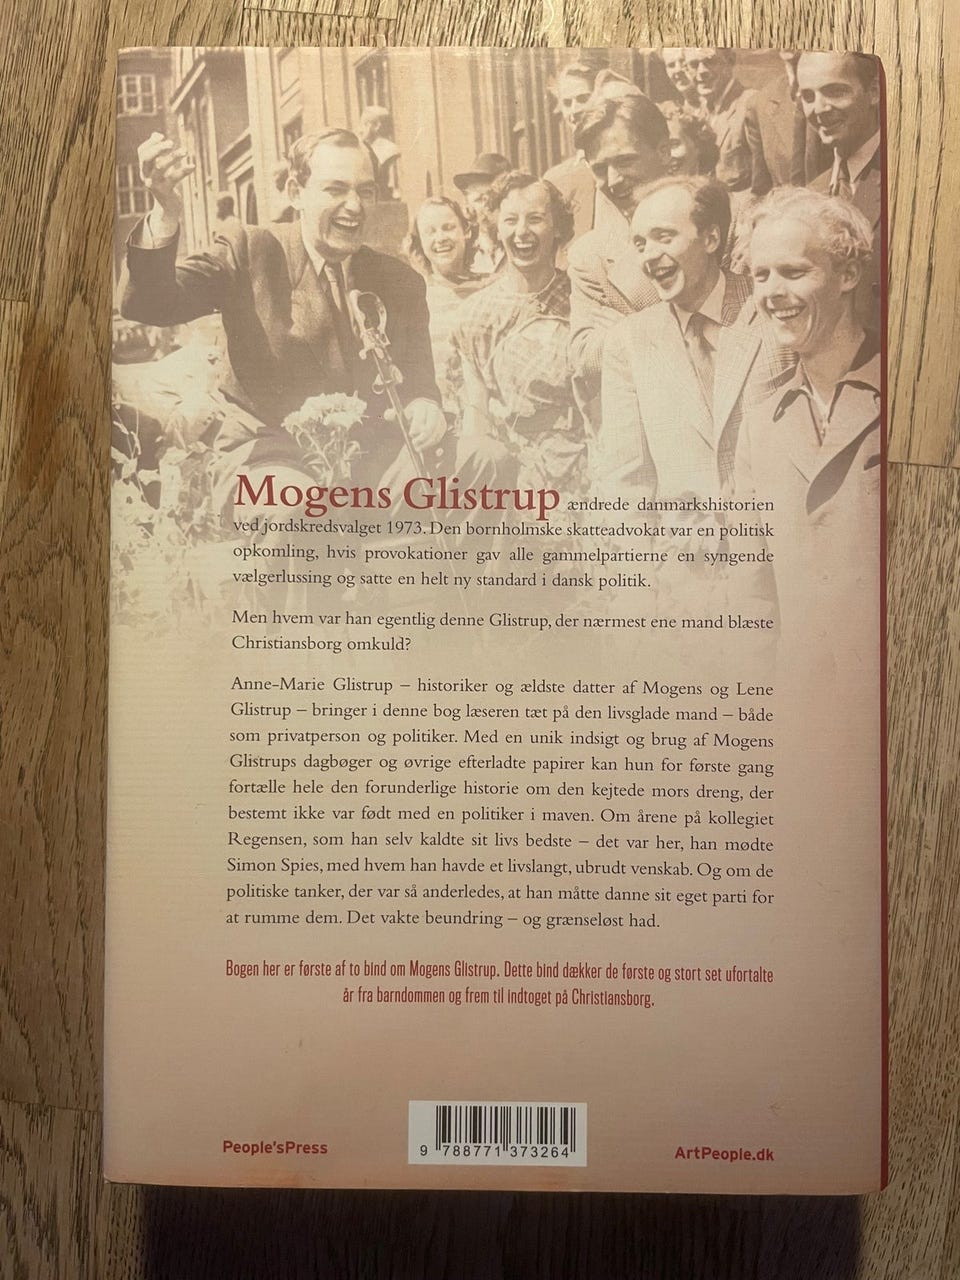 Mogens Glistrup ændrede danmarkshistorien
ved jordskredsvalget 1973. Den bornholmske skatteadvokat var en politisk
opkomling, hvis provokationer gav alle gammelpartierne en syngende
vælgerlussing og satte en helt ny standard i dansk politik.
Men hvem var han egentlig denne Glistrup, der nærmest ene mand blæste
Christiansborg omkuld?
Anne-Marie Glistrup – historiker og ældste datter af Mogens og Lene
Glistrup – bringer i denne bog læseren tæt på den livsglade mand – både
som privatperson og politiker. Med en unik indsigt og brug af Mogens
Glistrups dagbøger og øvrige efterladte papirer kan hun for første gang
fortælle hele den forunderlige historie om den kejtede mors dreng, der
bestemt ikke var født med en politiker i maven. Om årene på kollegiet
Regensen, som han selv kaldte sit livs bedste – det var her, han mødte
Simon Spies, med hvem han havde et livslangt, ubrudt venskab. Og om de
politiske tanker, der var så anderledes, at han måtte danne sit eget parti for
at rumme dem. Det vakte beundring – og grænseløst had.
Bogen her er første af to bind om Mogens Glistrup. Dette bind dækker de første og stort set ufortalte
år fra barndommen og frem til indtoget på Christiansborg.
People'sPress
9 788771 373264
ArtPeople.dk